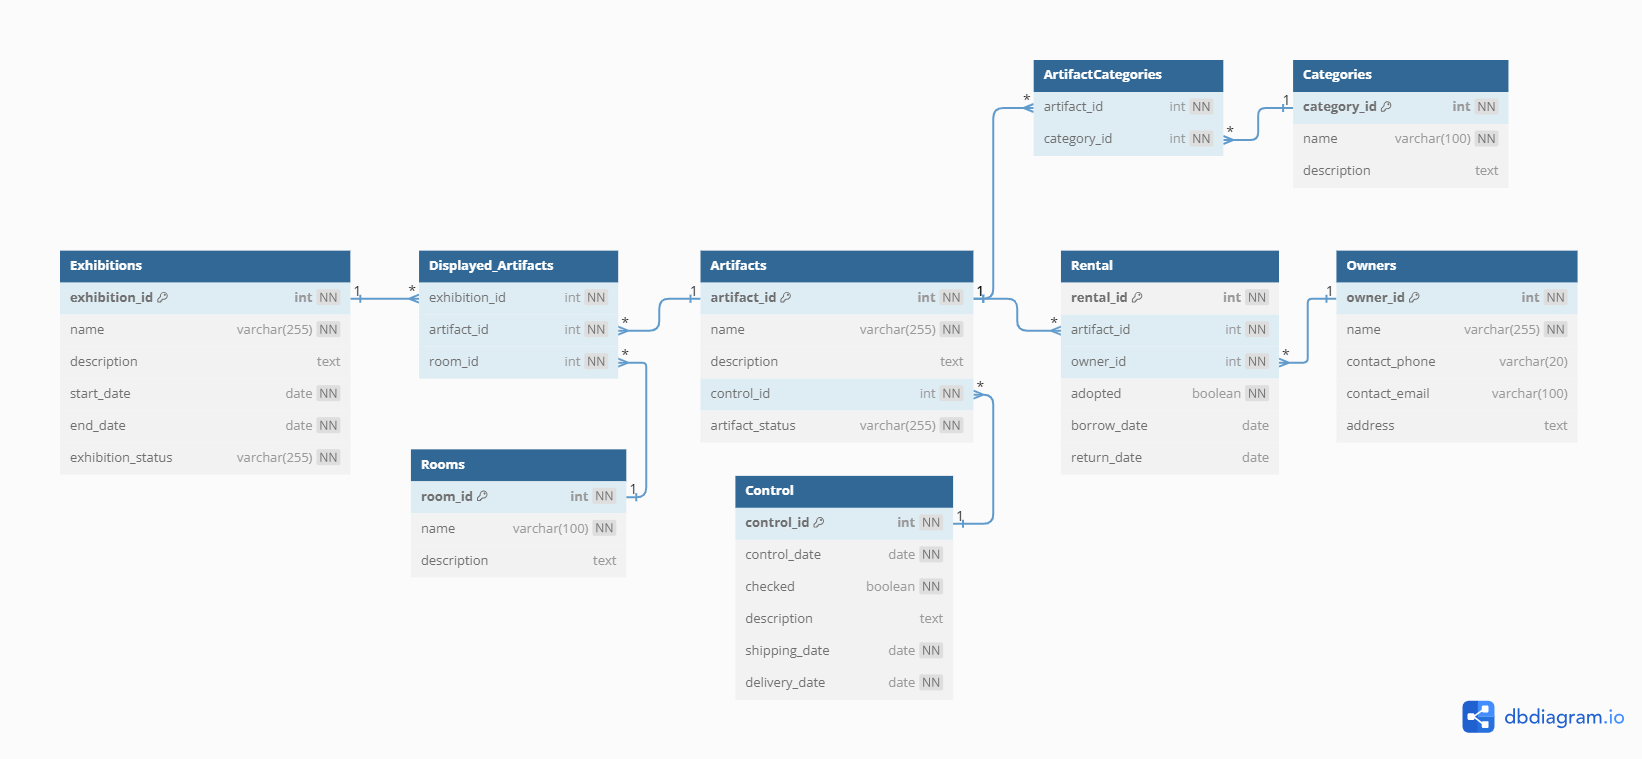 ArtifactCategories
artifact_id int NN
category_id int NN
*
*
Categories
category_id int NN
name varchar(100) NN
description text
1
Exhibitions
exhibition_id int NN
name varchar(255) NN
description text
start_date date NN
end_date date NN
exhibition_status varchar(255) NN
1
*
Displayed_Artifacts
exhibition_id int NN
artifact_id int NN
room_id int NN
*
*
1
Artifacts
artifact_id int NN
name varchar(255) NN
description text
control_id int NN
artifact_status varchar(255) NN
1
*
*
Rental
rental_id int NN
artifact_id int NN
owner_id int NN
adopted boolean NN
borrow_date date
return_date date
*
1
Owners
owner_id int NN
name varchar(255) NN
contact_phone varchar(20)
contact_email varchar(100)
address text
Rooms
room_id int NN
name varchar(100) NN
description text
1
Control
control_id int NN
control_date date NN
checked boolean NN
description text
shipping_date date NN
delivery_date date NN
1
dbdiagram.io